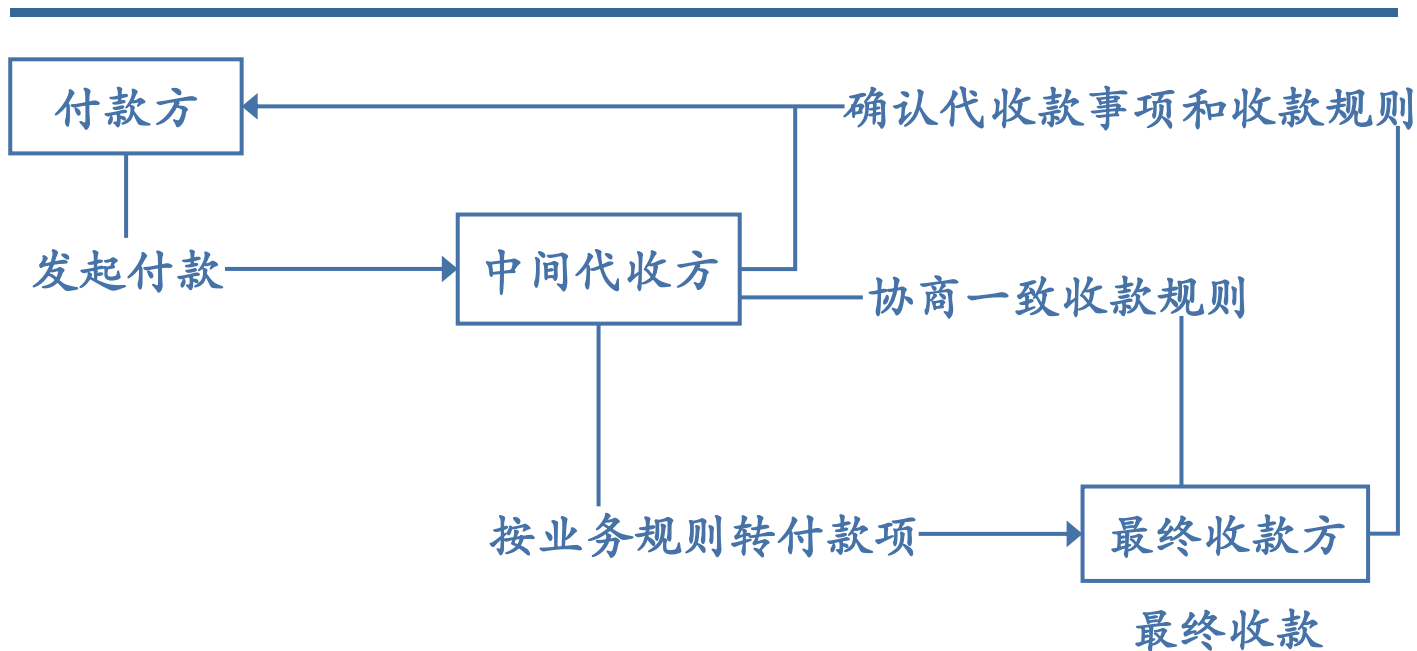 付款方
确认代收款事项和收款规则
发起付款
中间代收方
协商一致收款规则
按业务规则转付款项
最终收款方
最终收款